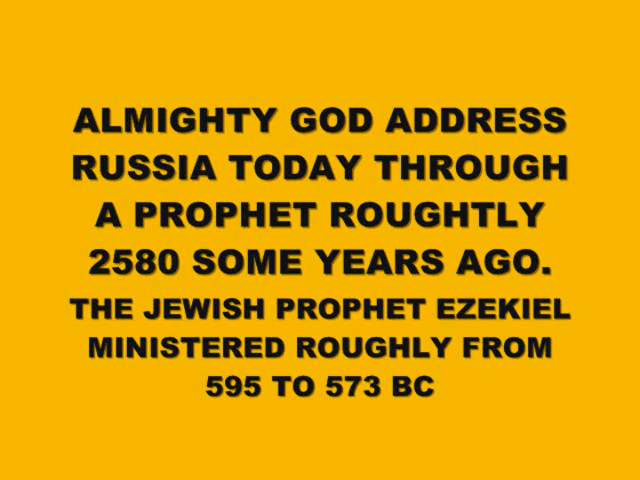 ALMIGHTY GOD ADDRESS
RUSSIA TODAY THROUGH
A PROPHET ROUGHTLY
2580 SOME YEARS AGO.
THE JEWISH PROPHET EZEKIEL
MINISTERED ROUGHLY FROM
595 TO 573 BC